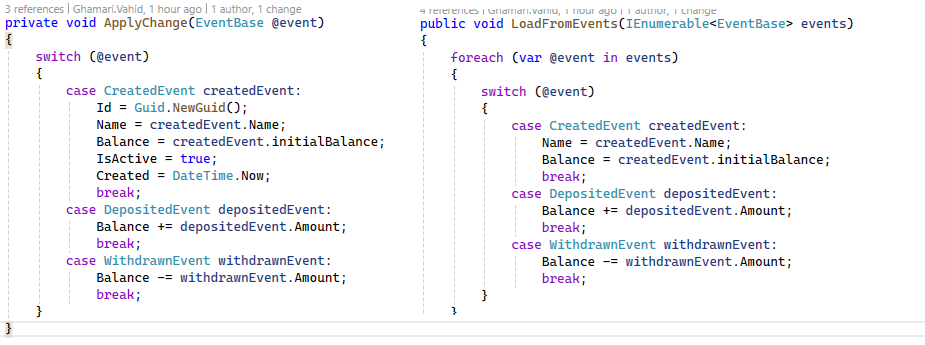 3 references | Ghamari.Vahid, 1 hour ago | 1 author, 1 change
private void ApplyChange(EventBase @event)
{
switch (@event)
{
case CreatedEvent createdEvent:
Id = Guid.NewGuid();
Name = createdEvent.Name;
Balance = createdEvent.initialBalance;
IsActive = true;
Created = DateTime.Now;
break;
case DepositedEvent depositedEvent:
Balance += depositedEvent.Amount;
break;
case WithdrawnEvent withdrawnEvent:
Balance -= withdrawnEvent.Amount;
break;
}
}
4 references | Ghamari.Vahid, 1 hour ago | 1 author, 1 change
public void LoadFromEvents(IEnumerable<EventBase> events)
{
foreach (var @event in events)
{
switch (@event)
{
case CreatedEvent createdEvent:
Name = createdEvent.Name;
Balance = createdEvent.initialBalance;
break;
case DepositedEvent depositedEvent:
Balance += depositedEvent.Amount;
break;
case WithdrawnEvent withdrawnEvent:
Balance -= withdrawnEvent.Amount;
break;
}
}